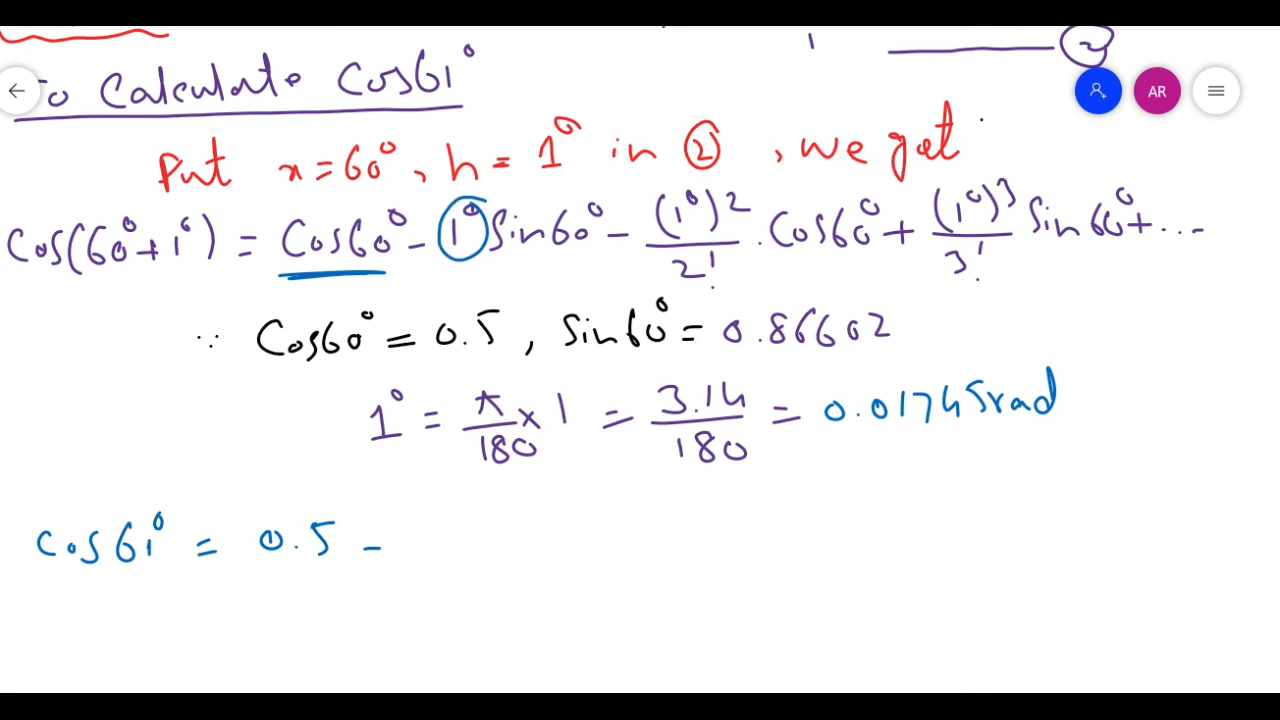 2
To Calculate Cos61°
AR
Put x=60°, h=1° in ②, we get
Cos(60°+1°) = Cos60° - 1° Sin60° - (1°)²/2! . Cos60° + (1°)³/3! Sin60° + ...
∵ Cos60° = 0.5 , Sin60° = 0.86602
1° = π/180 × 1 = 3.14/180 = 0.01745rad
Cos61° = 0.5 -